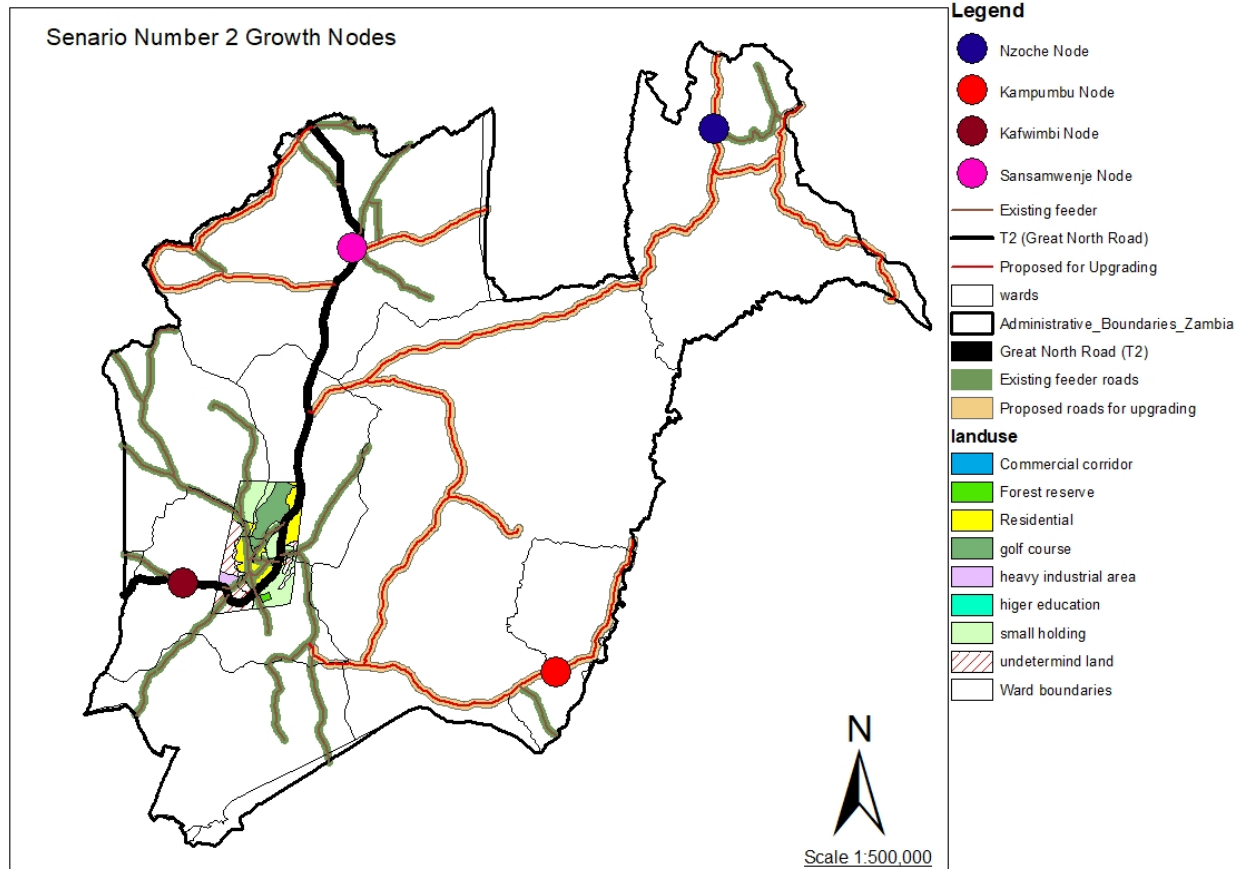 Senario Number 2 Growth Nodes
N
Scale 1:500,000
Legend
Nzoche Node
Kampumbu Node
Kafwimbi Node
Sansamwenje Node
Existing feeder
T2 (Great North Road)
Proposed for Upgrading
wards
Administrative_Boundaries_Zambia
Great North Road (T2)
Existing feeder roads
Proposed roads for upgrading
landuse
Commercial corridor
Forest reserve
Residential
golf course
heavy industrial area
higer education
small holding
undetermind land
Ward boundaries